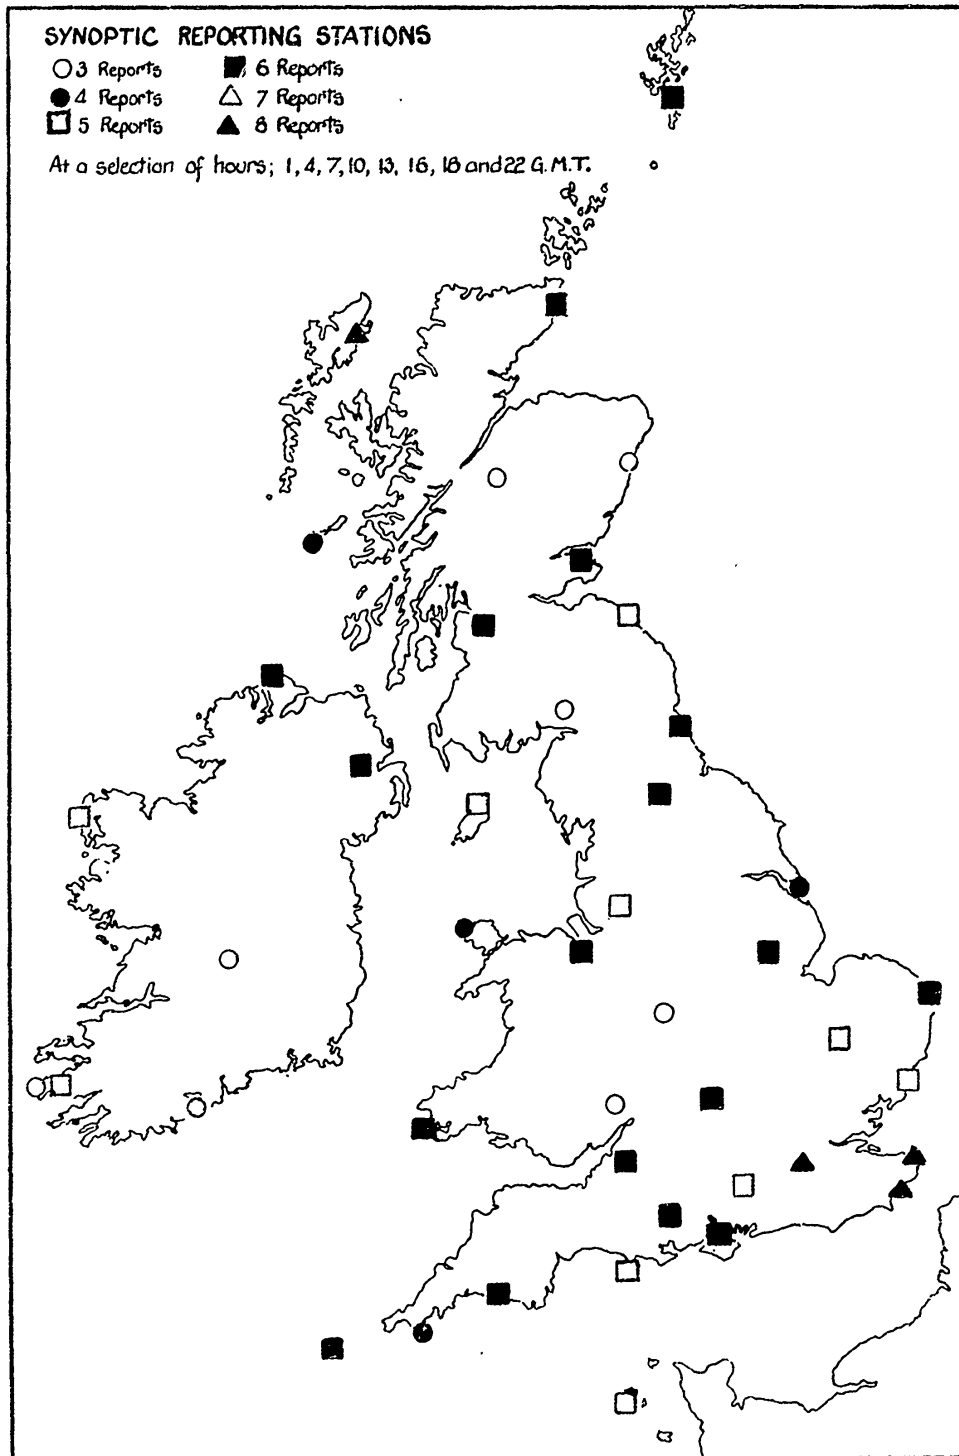 SYNOPTIC REPORTING STATIONS
3 Reports
4 Reports
5 Reports
6 Reports
7 Reports
8 Reports
At a selection of hours; 1, 4, 7, 10, 13, 16, 18 and 22 G.M.T.